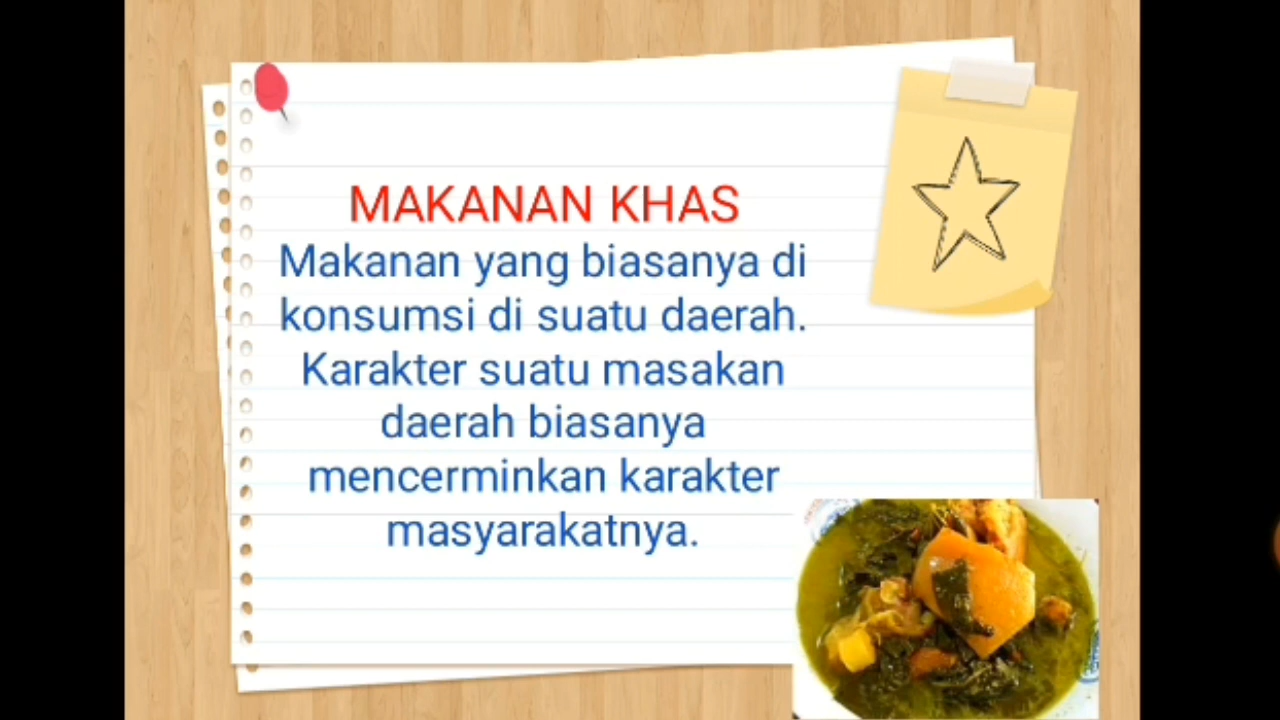 MAKANAN KHAS
Makanan yang biasanya di
konsumsi di suatu daerah.
Karakter suatu masakan
daerah biasanya
mencerminkan karakter
masyarakatnya.